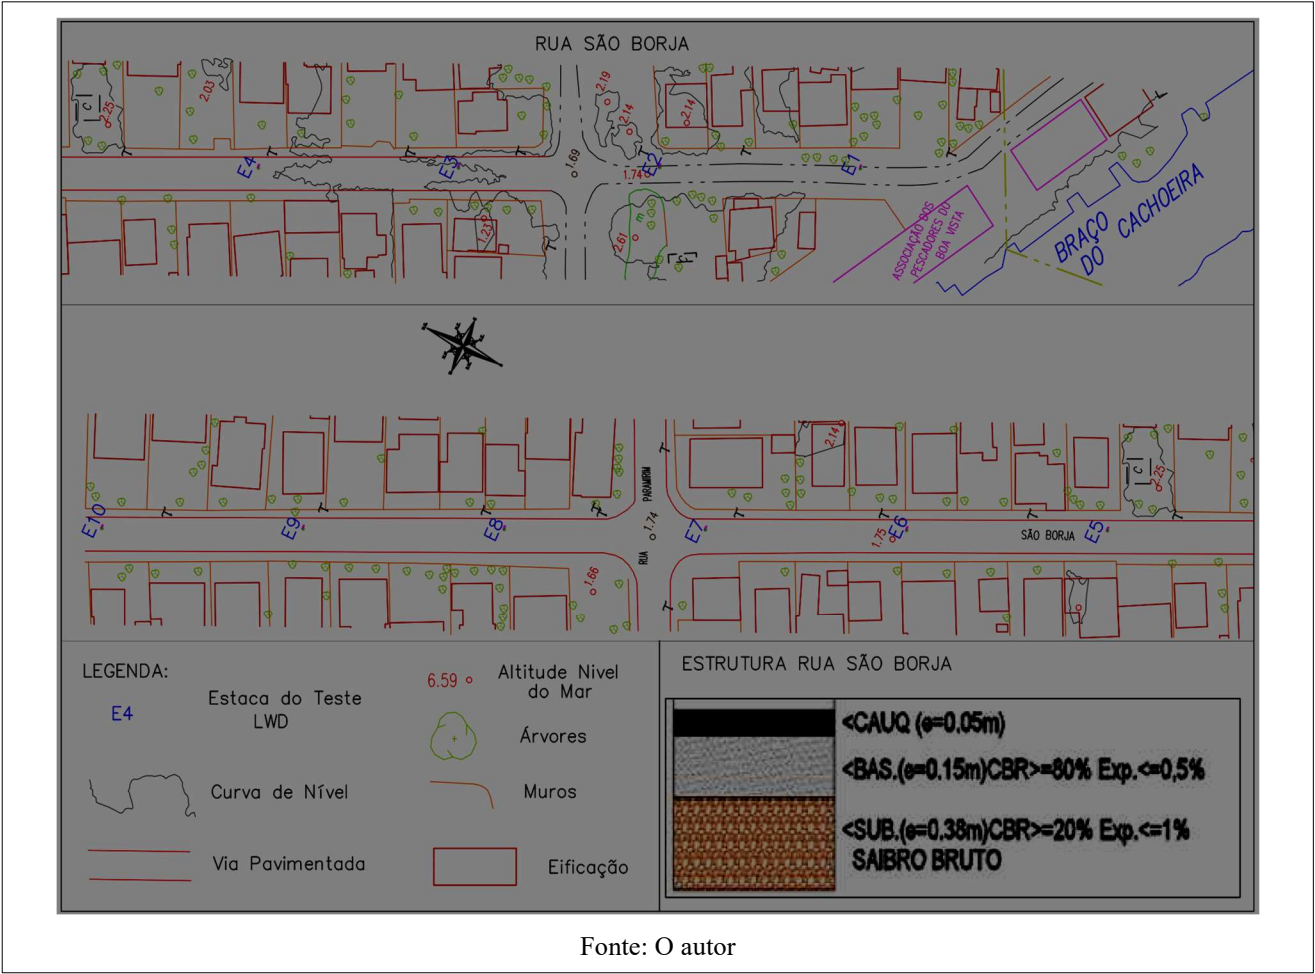 RUA SÃO BORJA
2.25
2.03
E4
E3
1.69
2.19
2.14
2.14
E2
1.74
E1
1.23
2.61
m
ASSOCIAÇÃO DOS
PESCADORES DO
BOA VISTA
BRAÇO
DO
CACHOEIRA
E10
E9
E8
RUA PARAMIRIM
1.74
E7
2.14
1.75
E6
SÃO BORJA
E5
C
2.25
1.66
LEGENDA:
E4
Estaca do Teste
LWD
Curva de Nível
Via Pavimentada
6.59
Altitude Nivel
do Mar
Árvores
Muros
Eificação
ESTRUTURA RUA SÃO BORJA
<CAUQ (e=0.05m)
<BAS.(e=0.15m)CBR>=80% Exp.<=0,5%
<SUB.(e=0.38m)CBR>=20% Exp.<=1%
SAIBRO BRUTO
Fonte: O autor